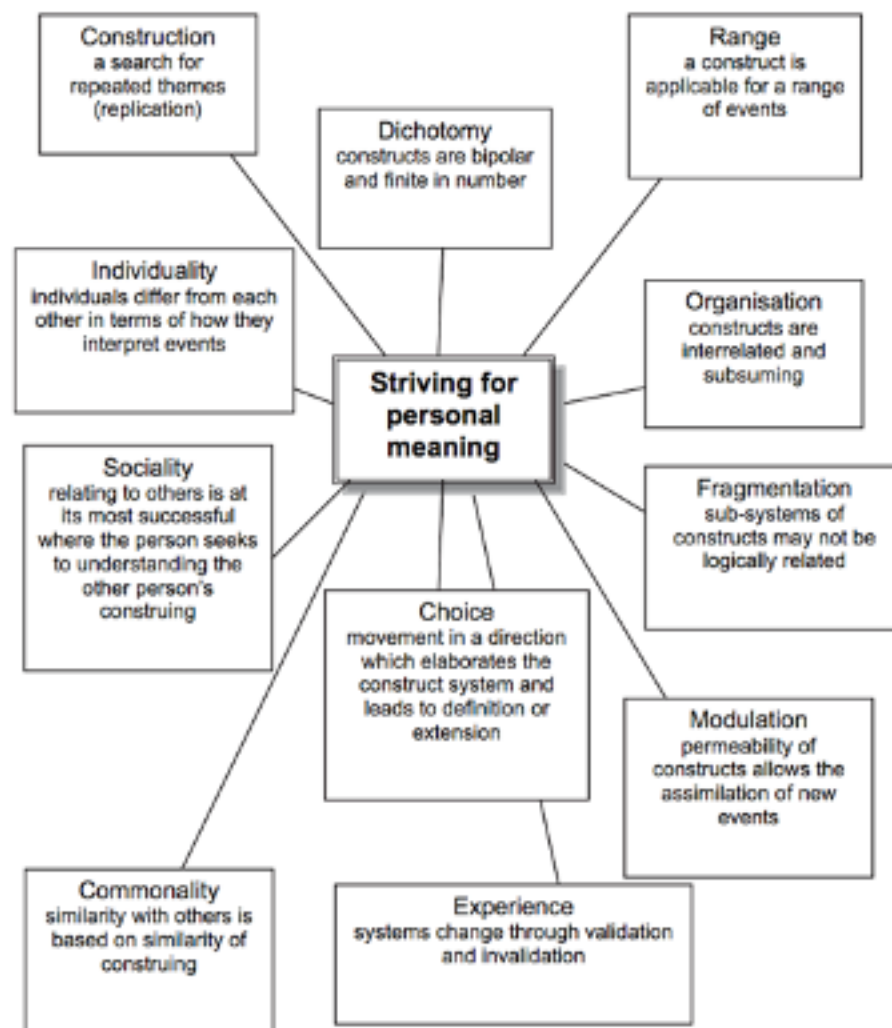 Construction
a search for
repeated themes
(replication)
Range
a construct is
applicable for a range
of events
Dichotomy
constructs are bipolar
and finite in number
Individuality
individuals differ from each
other in terms of how they
interpret events
Organisation
constructs are
interrelated and
subsuming
Striving for
personal
meaning
Sociality
relating to others is at
its most successful
where the person seeks
to understanding the
other person's
construing
Fragmentation
sub-systems of
constructs may not be
logically related
Choice
movement in a direction
which elaborates the
construct system and
leads to definition or
extension
Modulation
permeability of
constructs allows the
assimilation of new
events
Commonality
similarity with others is
based on similarity of
construing
Experience
systems change through validation
and invalidation